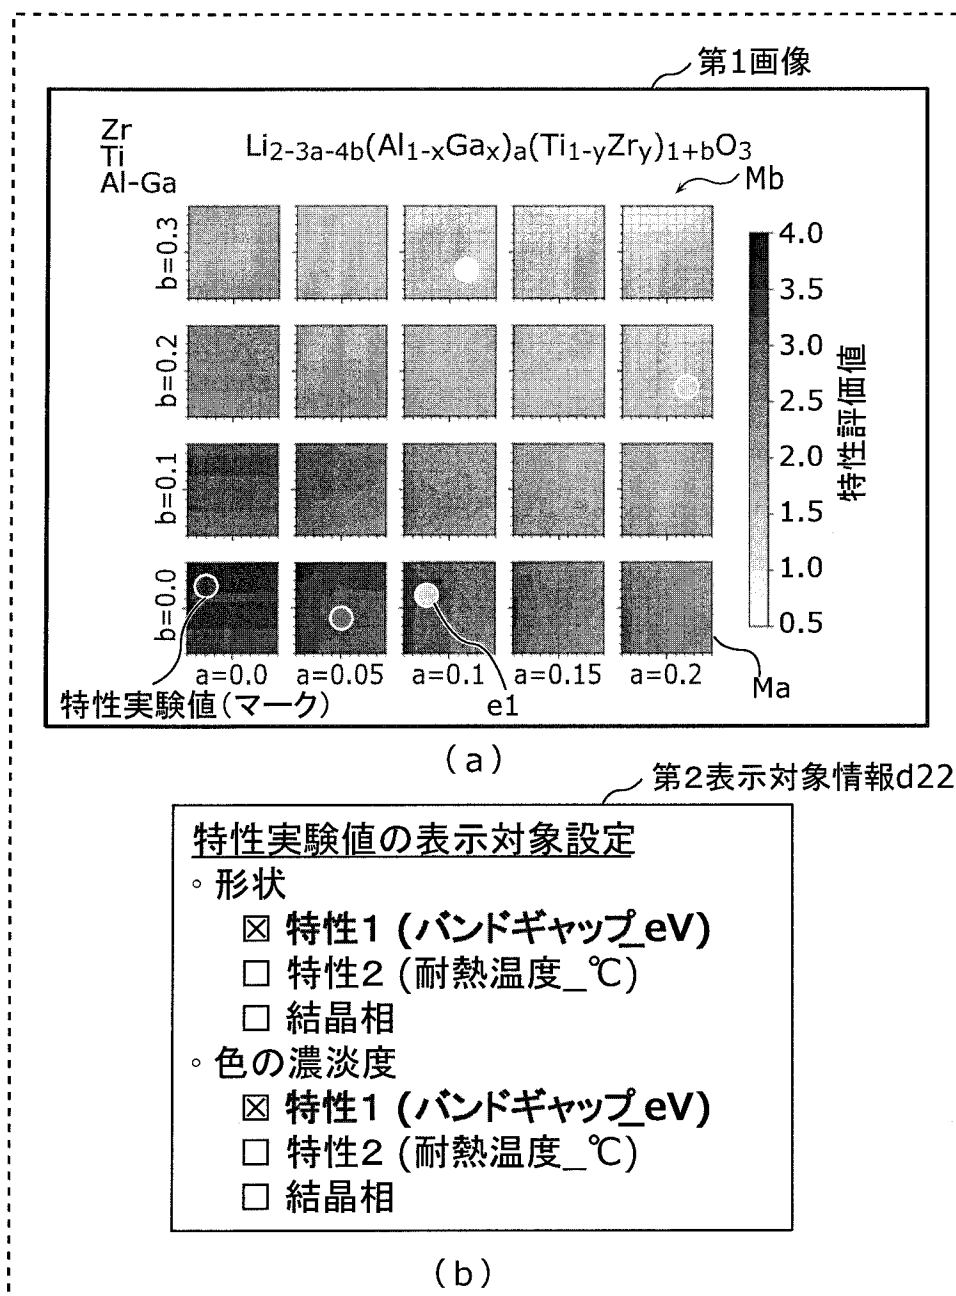 第1画像
Zr
Ti
Al-Ga
Li2-3a-4b(Al1-xGax)a(Ti1-yZry)1+bO3
Mb
b=0.3
b=0.2
b=0.1
b=0.0
4.0
3.5
3.0
2.5
2.0
1.5
1.0
0.5
特性評価値
a=0.0 a=0.05 a=0.1 a=0.15 a=0.2
Ma
特性実験値(マーク)
e1
(a)
第2表示対象情報d22
特性実験値の表示対象設定
◦ 形状
☒ 特性1 (バンドギャップ_eV)
☐ 特性2 (耐熱温度_℃)
☐ 結晶相
◦ 色の濃淡度
☒ 特性1 (バンドギャップ_eV)
☐ 特性2 (耐熱温度_℃)
☐ 結晶相
(b)